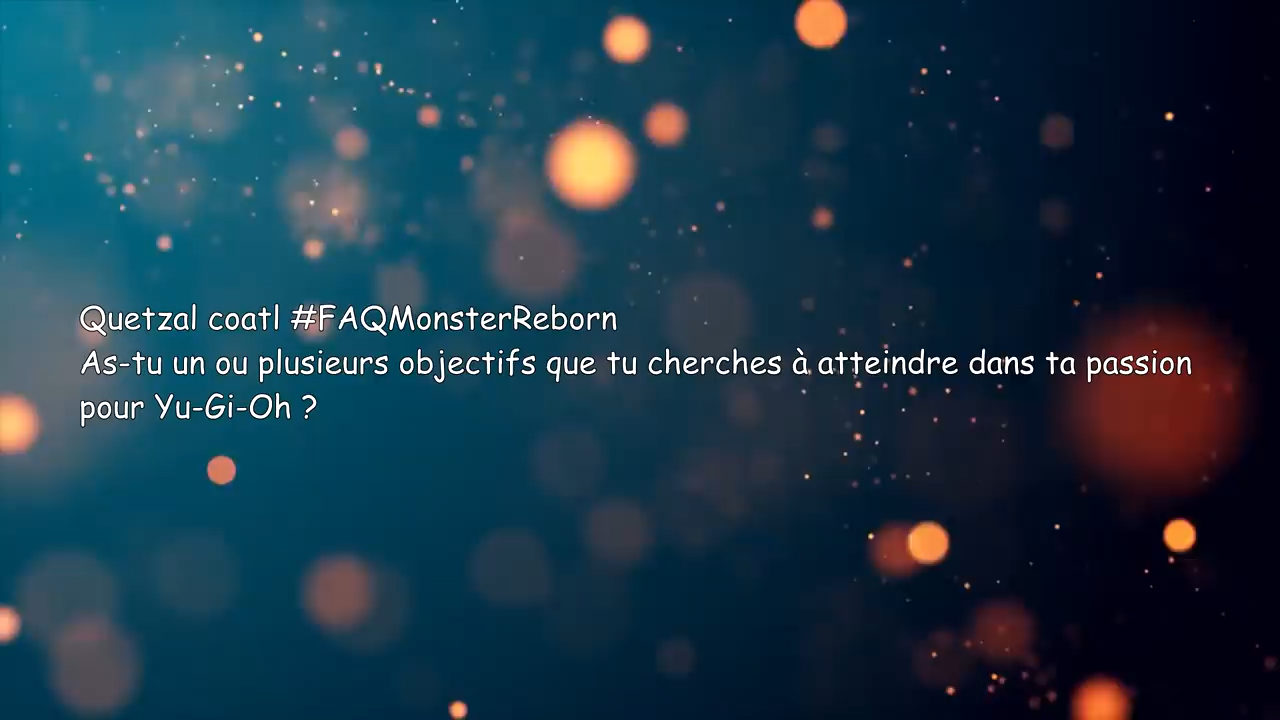 Quetzal coatl #FAQMonsterReborn
As-tu un ou plusieurs objectifs que tu cherches à atteindre dans ta passion
pour Yu-Gi-Oh ?